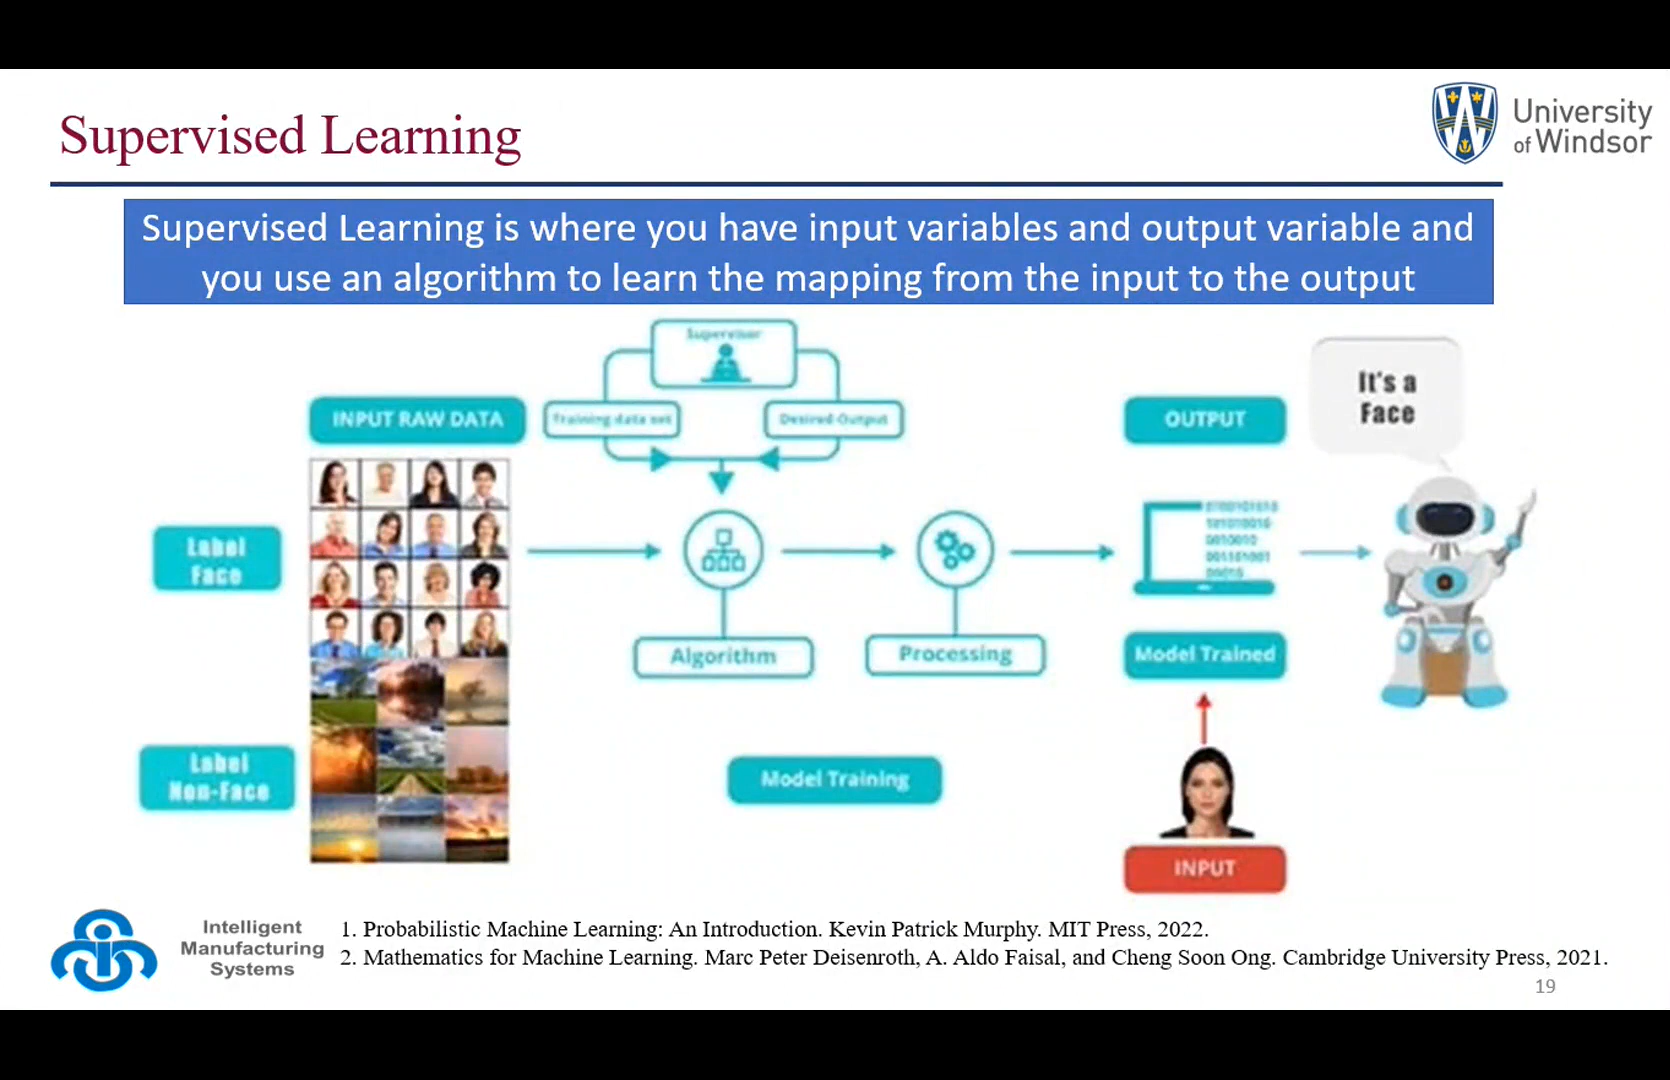 Supervised Learning
University
of Windsor
Supervised Learning is where you have input variables and output variable and
you use an algorithm to learn the mapping from the input to the output
Supervisor
Training data set
Desired Output
INPUT RAW DATA
OUTPUT
It's a
Face
Label
Face
Algorithm
Processing
Model Trained
Label
Non-Face
Model Training
INPUT
Intelligent
Manufacturing
Systems
1. Probabilistic Machine Learning: An Introduction. Kevin Patrick Murphy. MIT Press, 2022.
2. Mathematics for Machine Learning. Marc Peter Deisenroth, A. Aldo Faisal, and Cheng Soon Ong. Cambridge University Press, 2021.
19